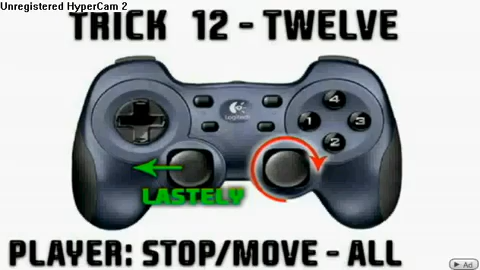 Unregistered HyperCam 2
TRICK 12 - TWELVE
Logitech
4
1 3
2
LASTELY
PLAYER: STOP/MOVE - ALL
Ad